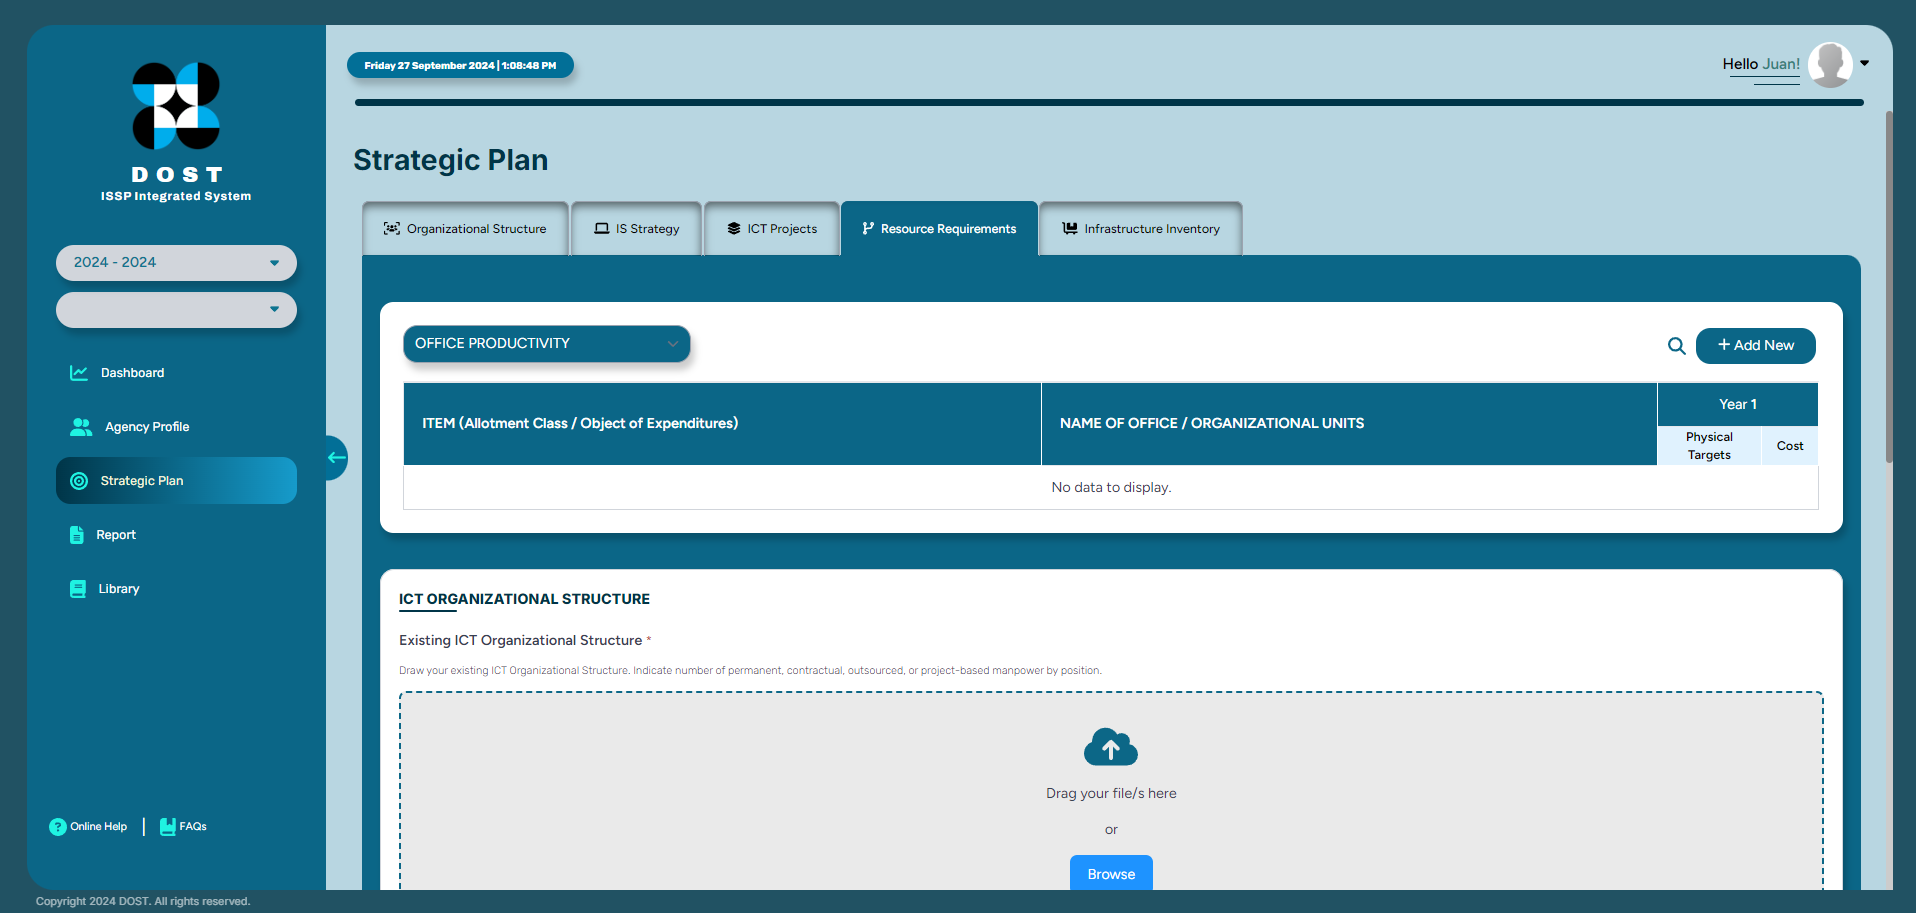 DOST
ISSP Integrated System
2024 - 2024
Dashboard
Agency Profile
Strategic Plan
Report
Library
? Online Help | FAQs
Copyright 2024 DOST. All rights reserved.
Friday 27 September 2024 | 1:08:48 PM
Hello Juan!
Strategic Plan
Organizational Structure
IS Strategy
ICT Projects
Resource Requirements
Infrastructure Inventory
OFFICE PRODUCTIVITY
+ Add New
ITEM (Allotment Class / Object of Expenditures)
NAME OF OFFICE / ORGANIZATIONAL UNITS
Year 1
Physical
Targets
Cost
No data to display.
ICT ORGANIZATIONAL STRUCTURE
Existing ICT Organizational Structure *
Draw your existing ICT Organizational Structure. Indicate number of permanent, contractual, outsourced, or project-based manpower by position.
Drag your file/s here
or
Browse